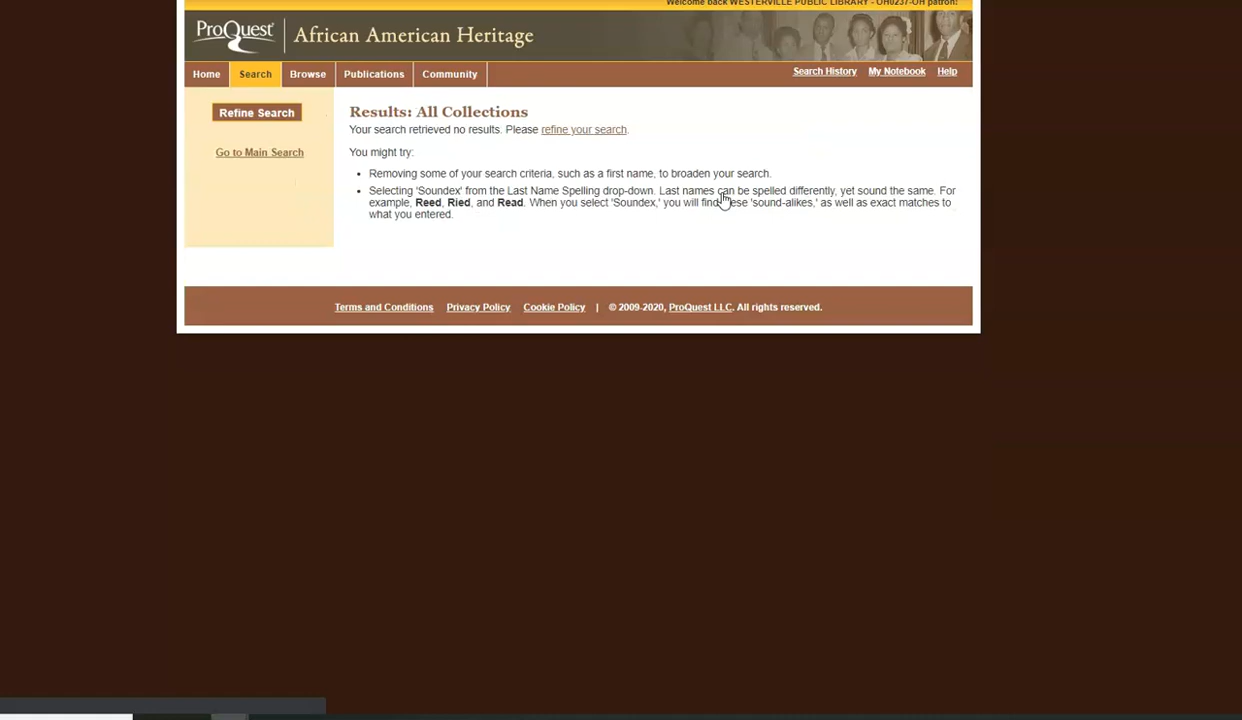 Welcome back WESTERVILLE PUBLIC LIBRARY - OH0237-OH patron!
ProQuest
African American Heritage
Home Search Browse Publications Community
Search History My Notebook Help
Refine Search
Go to Main Search
Results: All Collections
Your search retrieved no results. Please refine your search.
You might try:
Removing some of your search criteria, such as a first name, to broaden your search.
Selecting 'Soundex' from the Last Name Spelling drop-down. Last names can be spelled differently, yet sound the same. For
example, Reed, Ried, and Read. When you select 'Soundex,' you will find these 'sound-alikes,' as well as exact matches to
what you entered.
Terms and Conditions Privacy Policy Cookie Policy | © 2009-2020, ProQuest LLC. All rights reserved.